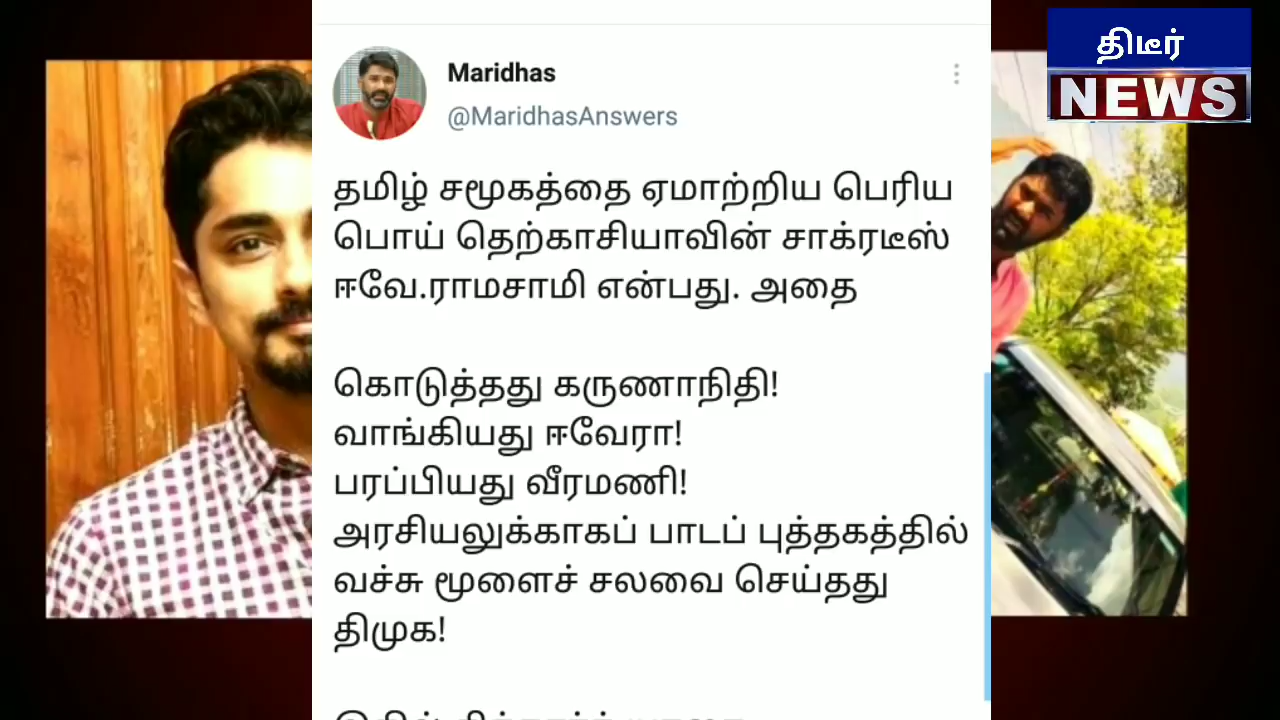 திடீர்
NEWS
Maridhas
@MaridhasAnswers
தமிழ் சமூகத்தை ஏமாற்றிய பெரிய
பொய் தெற்காசியாவின் சாக்ரடீஸ்
ஈவே.ராமசாமி என்பது. அதை
கொடுத்தது கருணாநிதி!
வாங்கியது ஈவேரா!
பரப்பியது வீரமணி!
அரசியலுக்காகப் பாடப் புத்தகத்தில்
வச்சு மூளைச் சலவை செய்தது
திமுக!